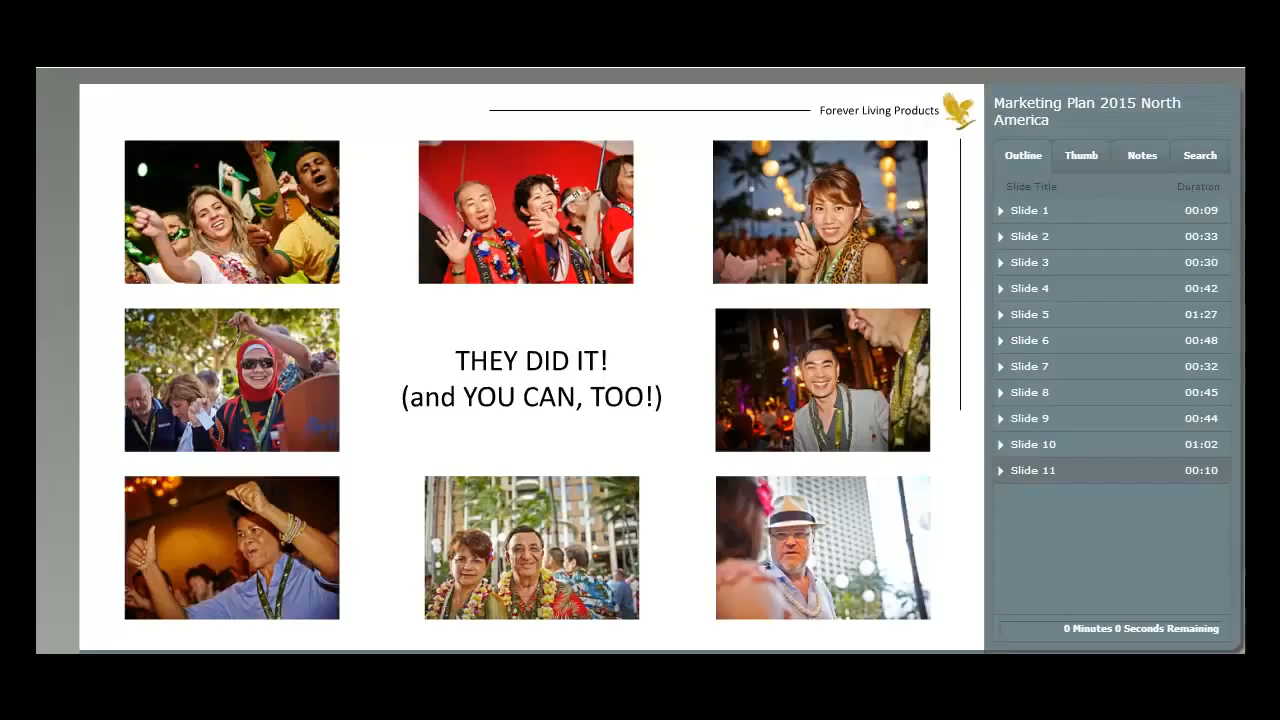 Forever Living Products
THEY DID IT!
(and YOU CAN, TOO!)
Marketing Plan 2015 North
America
Outline Thumb Notes Search
Slide Title Duration
Slide 1 00:09
Slide 2 00:33
Slide 3 00:30
Slide 4 00:42
Slide 5 01:27
Slide 6 00:48
Slide 7 00:32
Slide 8 00:45
Slide 9 00:44
Slide 10 01:02
Slide 11 00:10
0 Minutes 0 Seconds Remaining